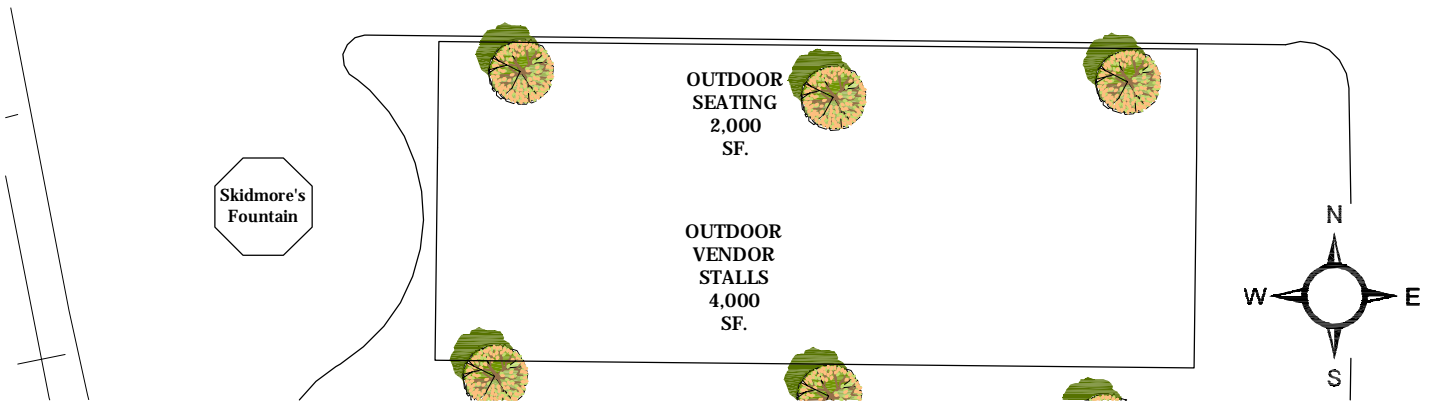 OUTDOOR
SEATING
2,000
SF.
Skidmore's
Fountain
OUTDOOR
VENDOR
STALLS
4,000
SF.
N
W E
S